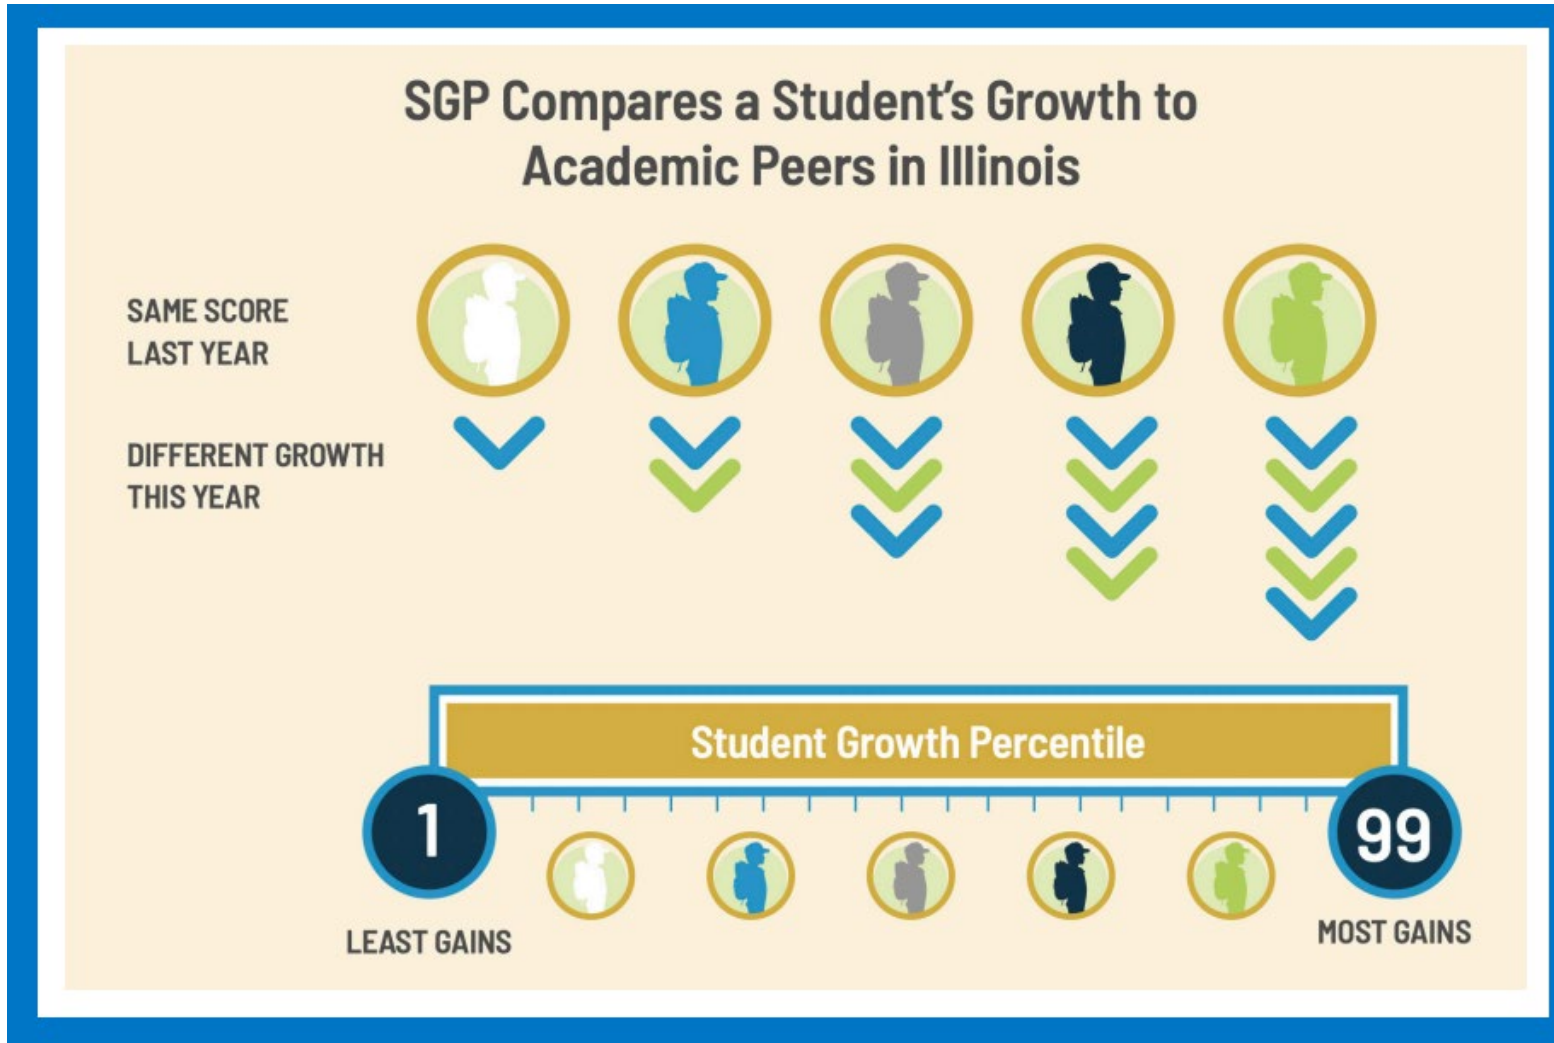 SGP Compares a Student’s Growth to
Academic Peers in Illinois
SAME SCORE
LAST YEAR
DIFFERENT GROWTH
THIS YEAR
Student Growth Percentile
1
99
LEAST GAINS
MOST GAINS